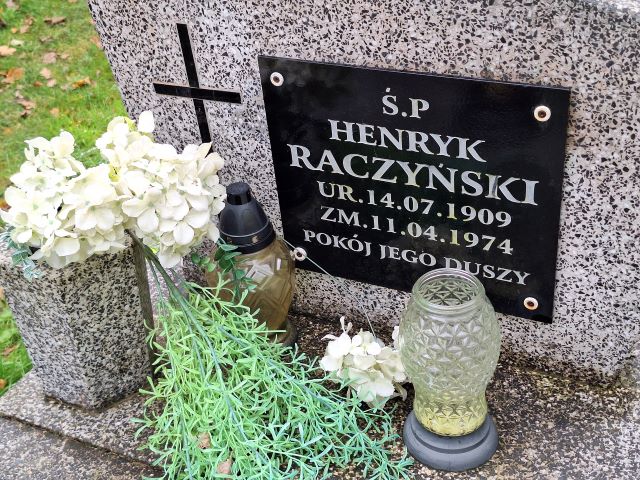 Ś.P
HENRYK
RACZYŃSKI
UR.14.07.1909
ZM.11.04.1974
POKÓJ JEGO DUSZY